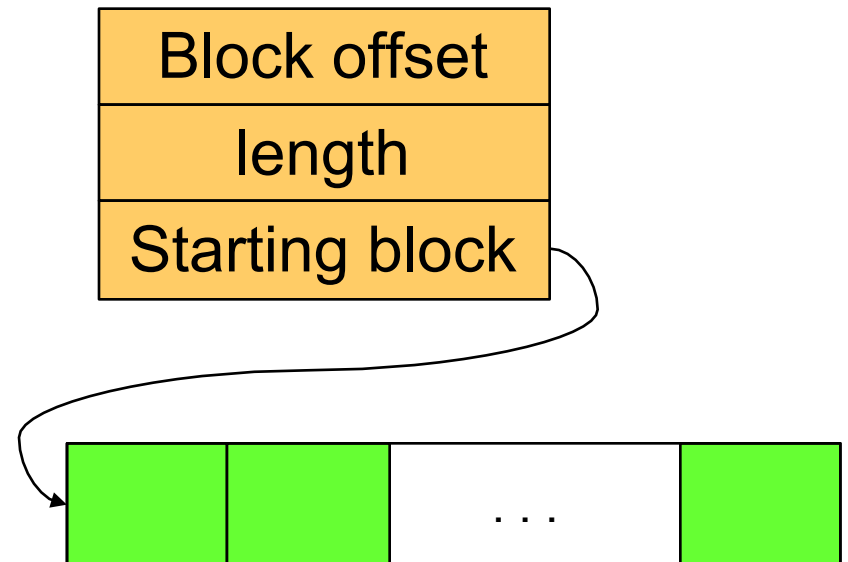 Block offset
length
Starting block
. . .